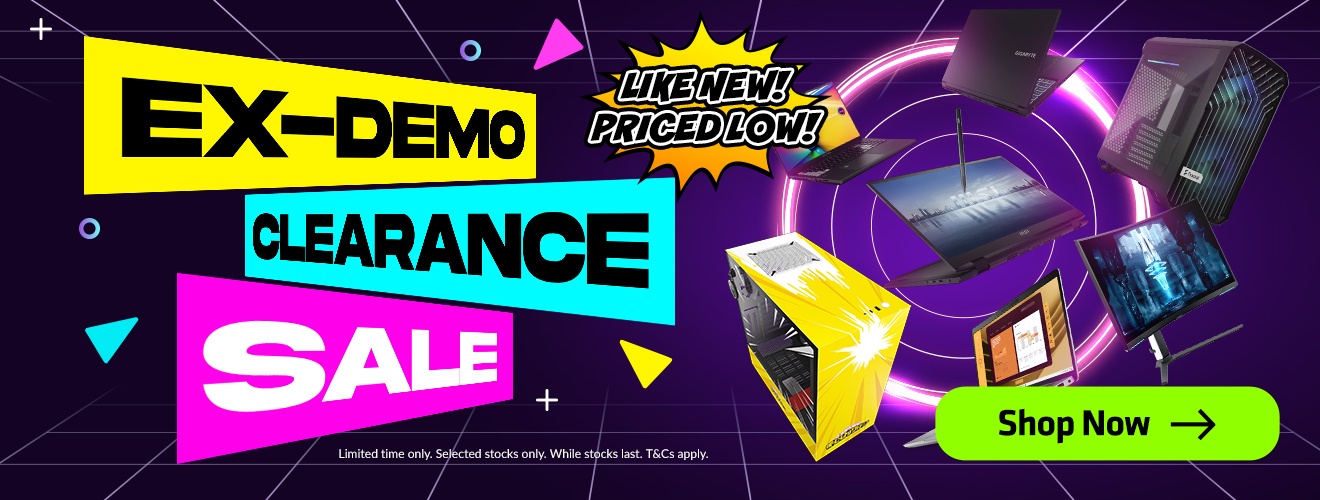 EX-DEMO
CLEARANCE
SALE
LIKE NEW!
PRICED LOW!
GIGABYTE
msi
Shop Now
Limited time only. Selected stocks only. While stocks last. T&Cs apply.